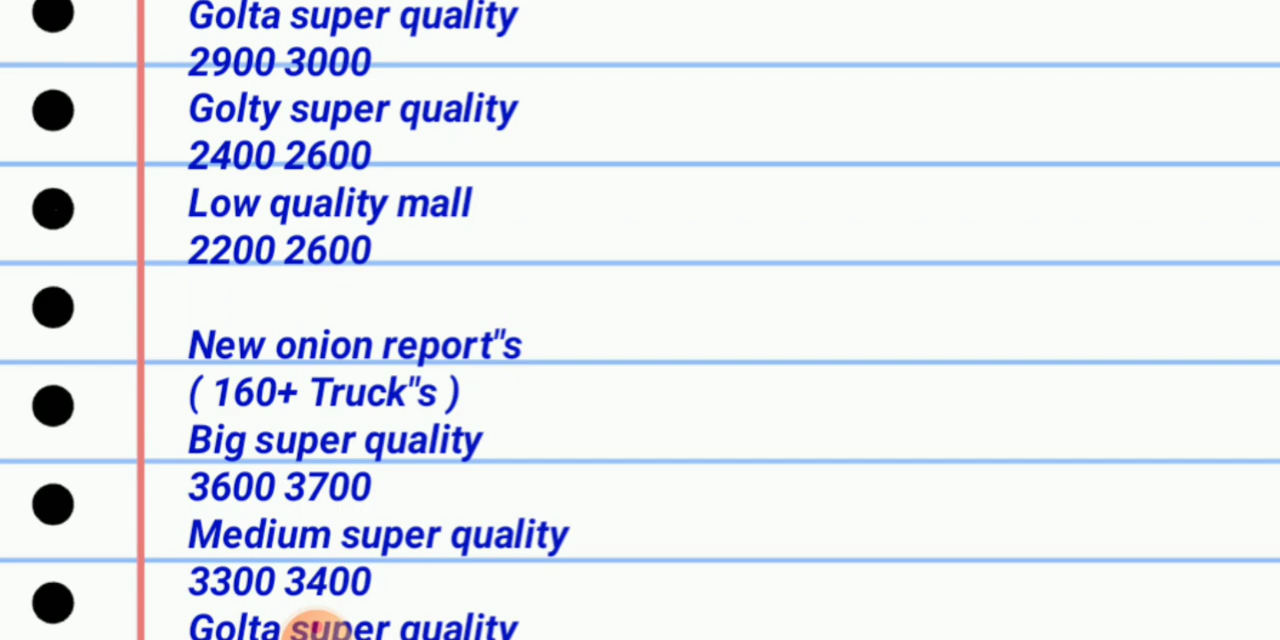 Golta super quality
2900 3000
Golty super quality
2400 2600
Low quality mall
2200 2600
New onion report"s
( 160+ Truck"s )
Big super quality
3600 3700
Medium super quality
3300 3400
Golta super quality